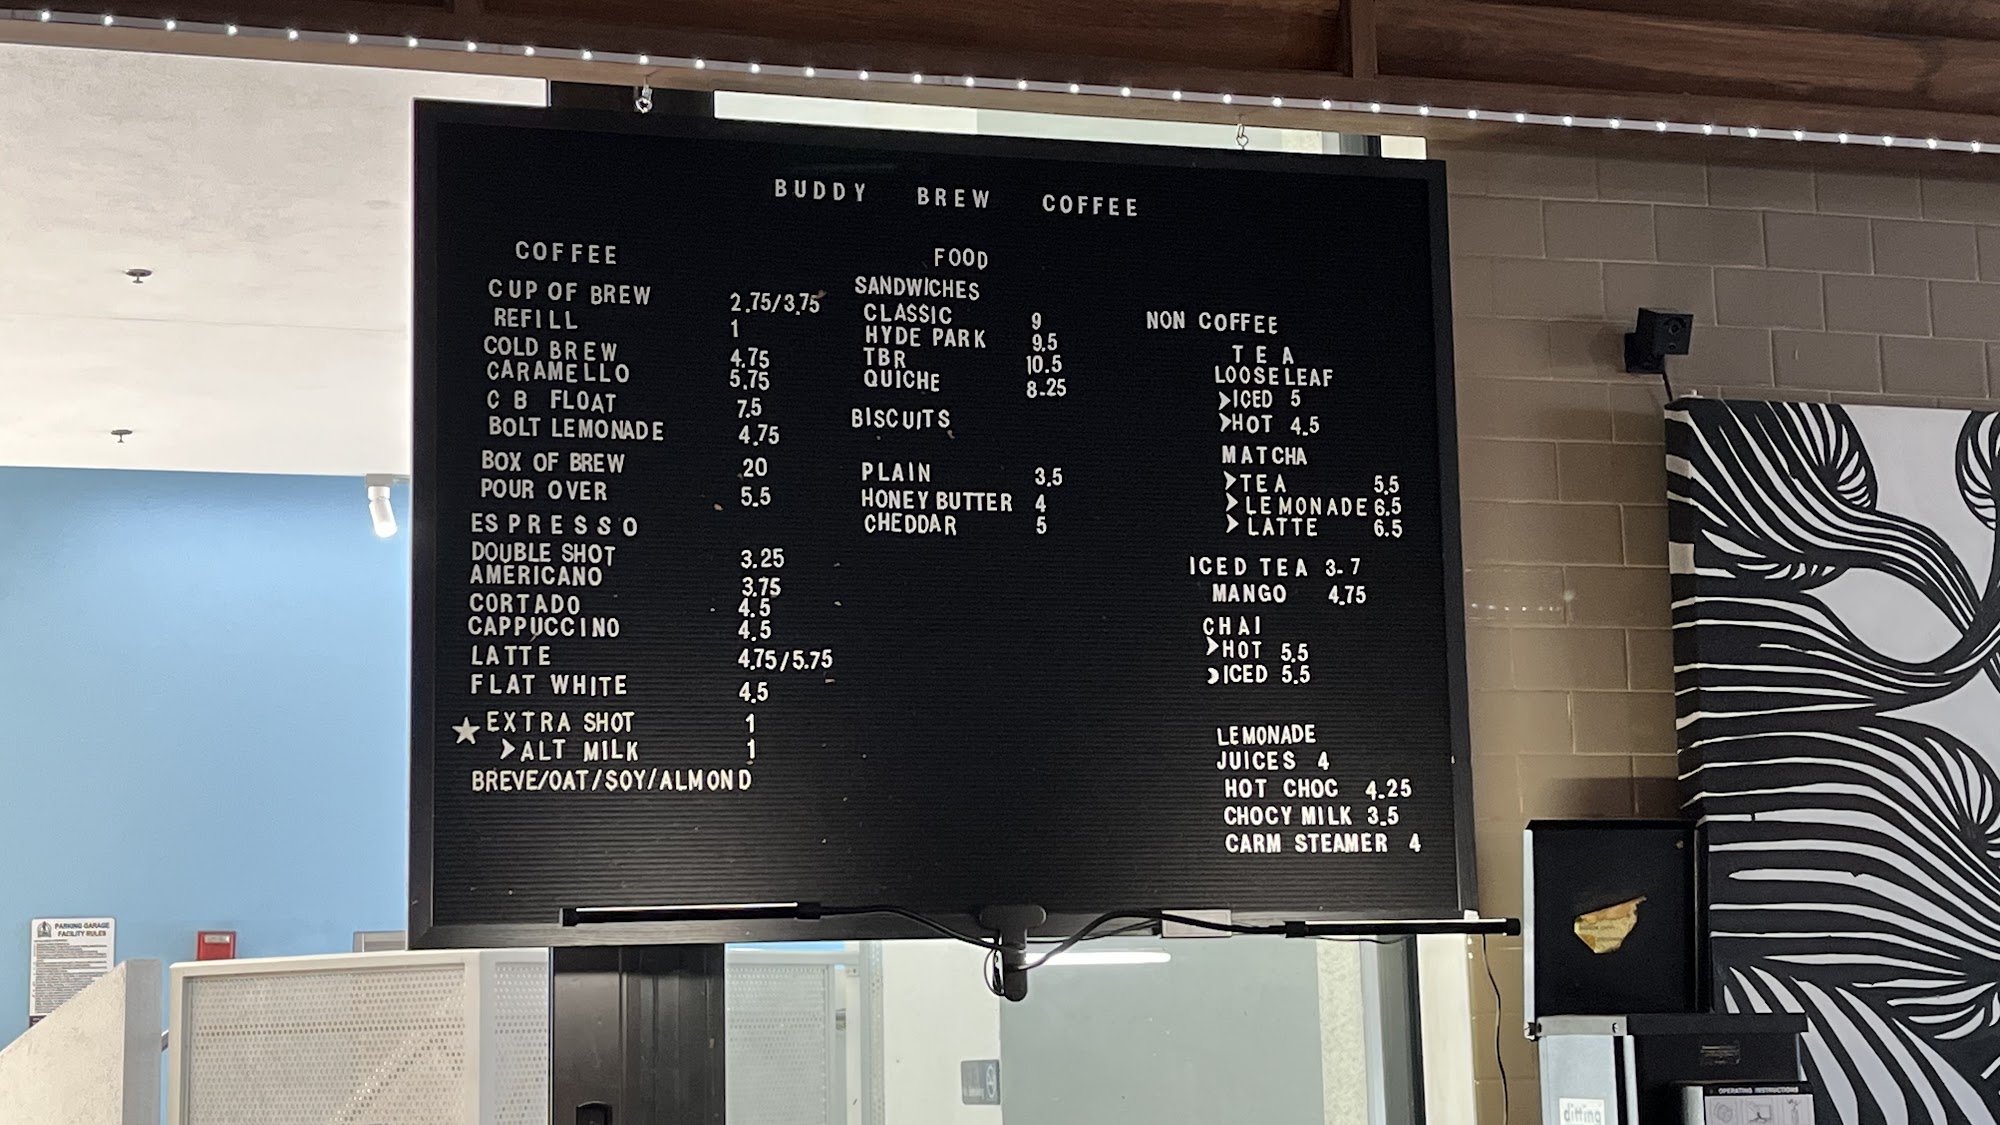 BUDDY BREW COFFEE
COFFEE
CUP OF BREW 2.75/3.75
REFILL 1
COLD BREW 4.75
CARAMELLO 5.75
C B FLOAT 7.5
BOLT LEMONADE 4.75
BOX OF BREW 20
POUR OVER 5.5
ESPRESSO
DOUBLE SHOT 3.25
AMERICANO 3.75
CORTADO 4.5
CAPPUCCINO 4.5
LATTE 4.75/5.75
FLAT WHITE 4.5
★ EXTRA SHOT 1
➤ALT MILK 1
BREVE/OAT/SOY/ALMOND
FOOD
SANDWICHES
CLASSIC 9
HYDE PARK 9.5
TBR 10.5
QUICHE 8.25
BISCUITS
PLAIN 3.5
HONEY BUTTER 4
CHEDDAR 5
NON COFFEE
TEA
LOOSELEAF
➤ICED 5
➤HOT 4.5
MATCHA
➤TEA 5.5
➤LEMONADE 6.5
➤LATTE 6.5
ICED TEA 3-7
MANGO 4.75
CHAI
➤HOT 5.5
➤ICED 5.5
LEMONADE
JUICES 4
HOT CHOC 4.25
CHOCY MILK 3.5
CARM STEAMER 4
PARKING GARAGE
FACILITY RULES
OPERATING INSTRUCTIONS
ditting